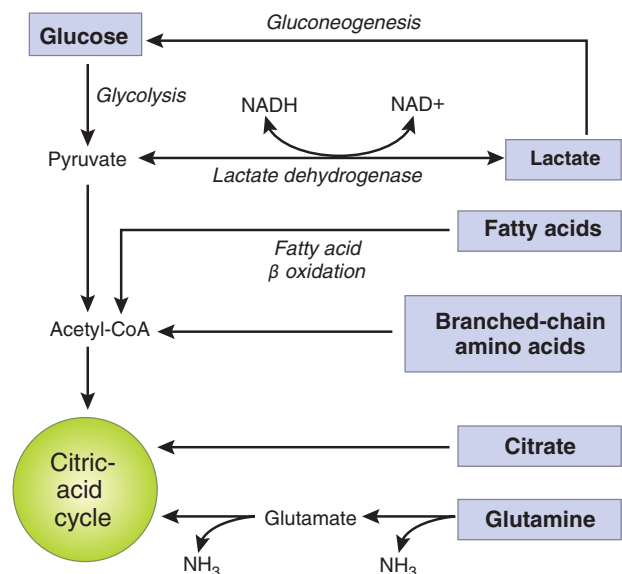 Gluconeogenesis
Glucose
Glycolysis
NADH
NAD+
Pyruvate
Lactate
Lactate dehydrogenase
Fatty acids
Fatty acid
β oxidation
Branched-chain
amino acids
Acetyl-CoA
Citric-
acid
cycle
Citrate
Glutamate
Glutamine
NH₃
NH₃